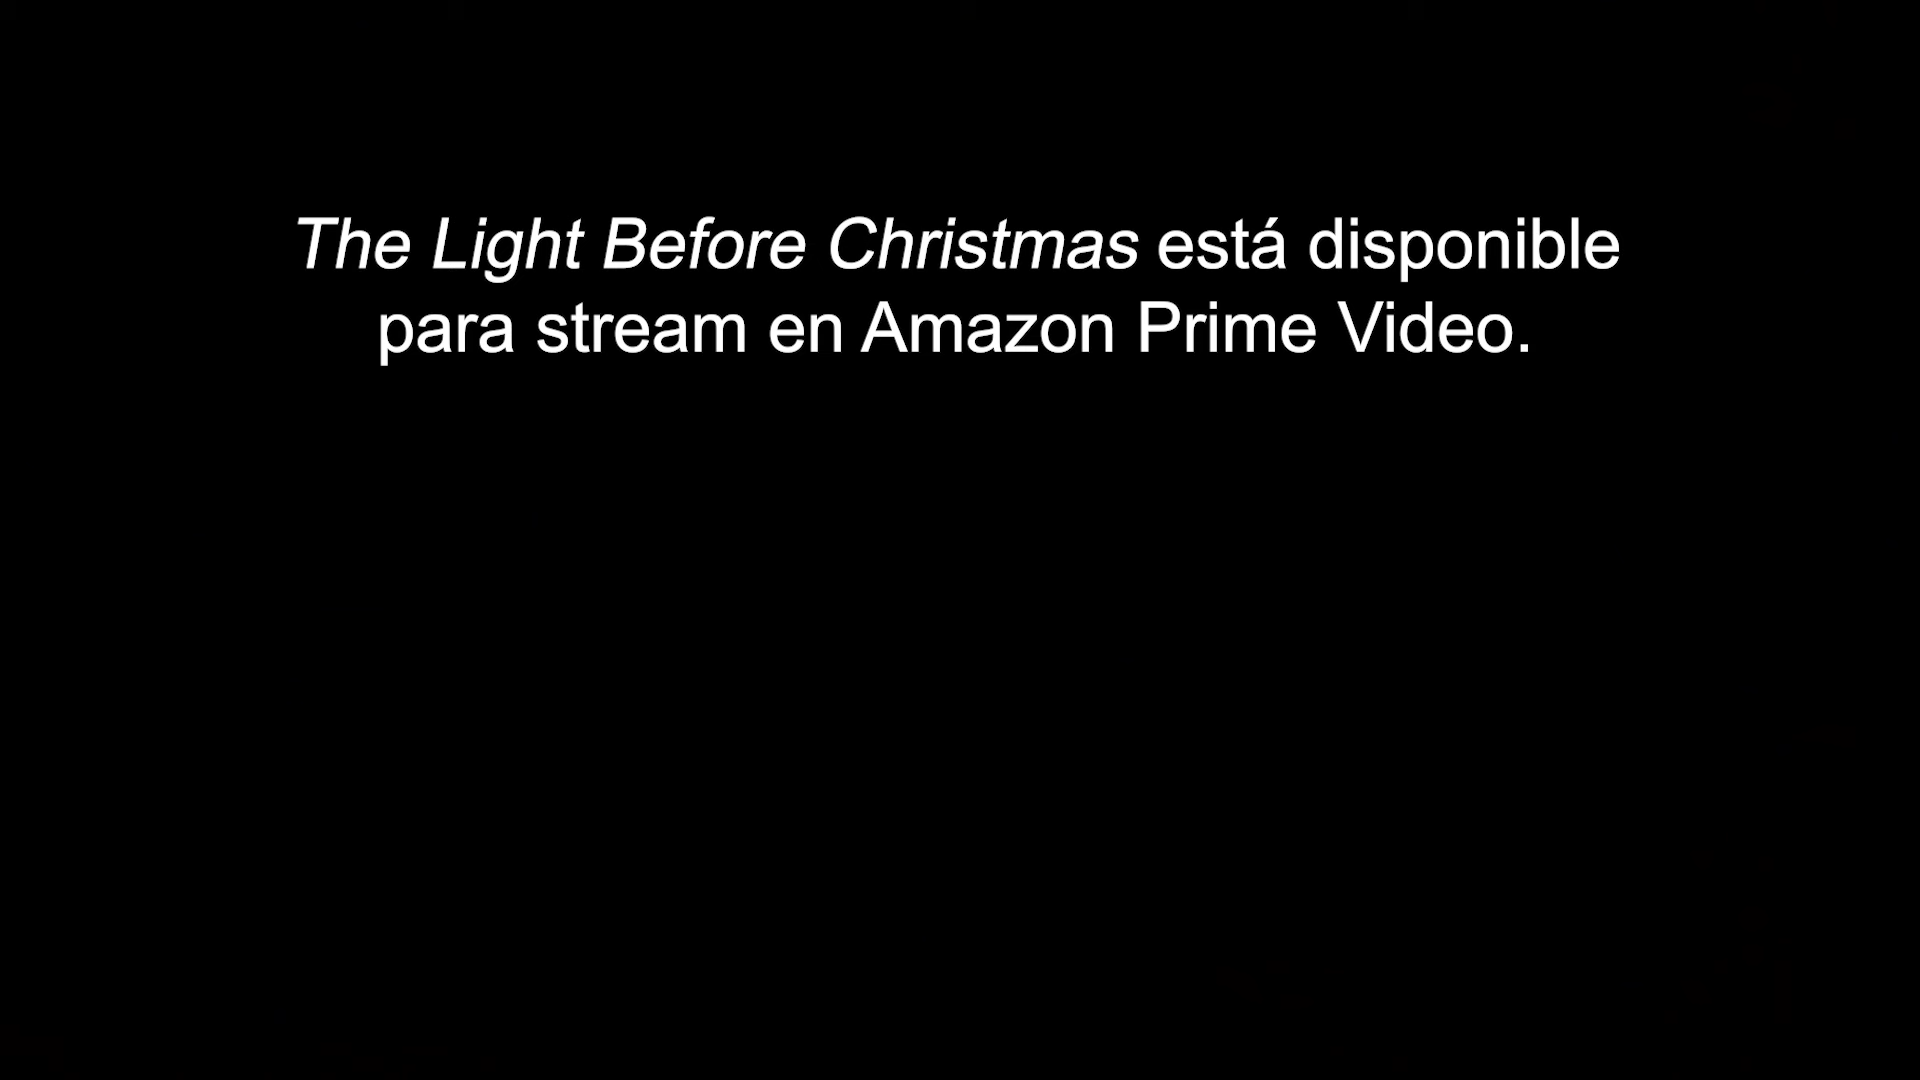 The Light Before Christmas está disponible
para stream en Amazon Prime Video.